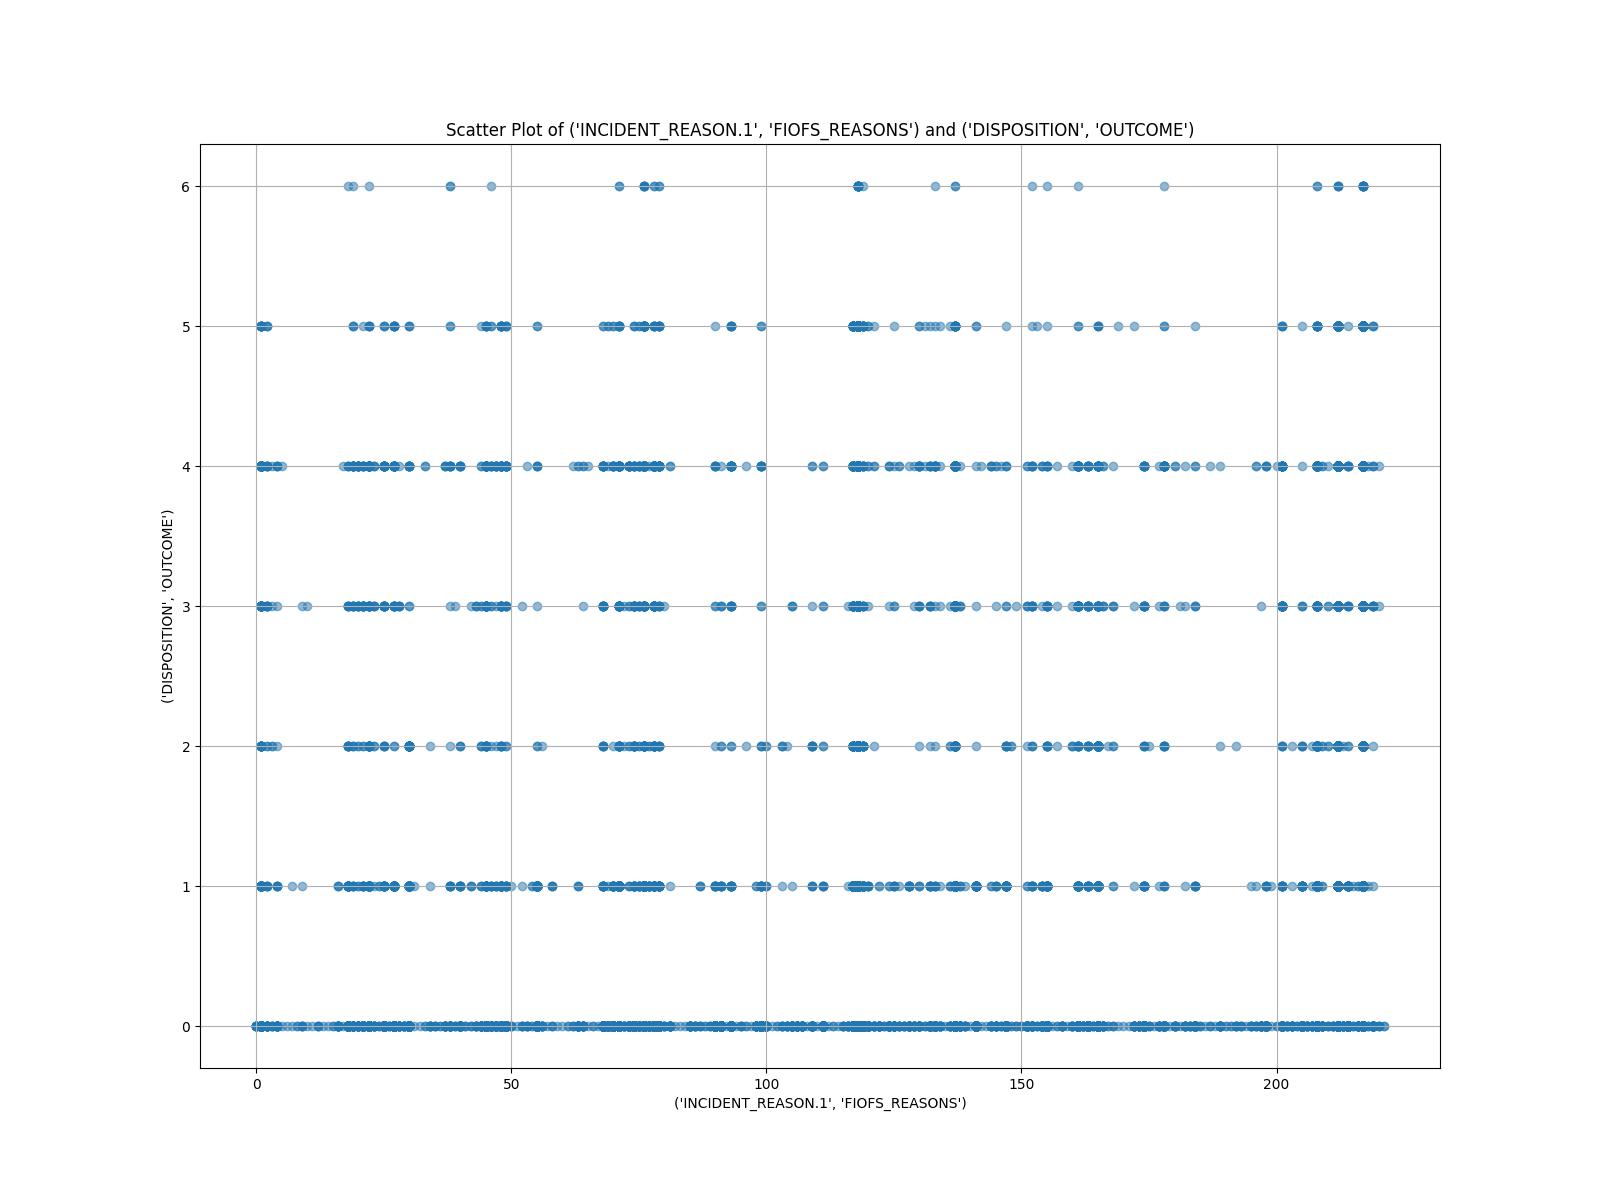 Scatter Plot of ('INCIDENT_REASON.1', 'FIOFS_REASONS') and ('DISPOSITION', 'OUTCOME')
6
5
4
3
2
1
0
('DISPOSITION', 'OUTCOME')
0 50 100 150 200
('INCIDENT_REASON.1', 'FIOFS_REASONS')